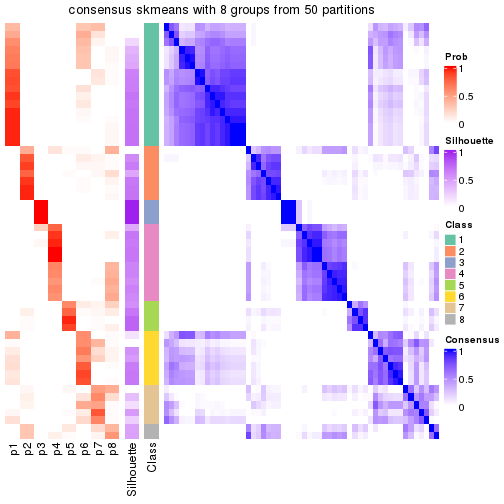 consensus skmeans with 8 groups from 50 partitions
Prob
1
0.5
0
Silhouette
1
0.5
0
Class
1
2
3
4
5
6
7
8
Consensus
1
0.5
0
p1
p2
p3
p4
p5
p6
p7
p8
Silhouette
Class